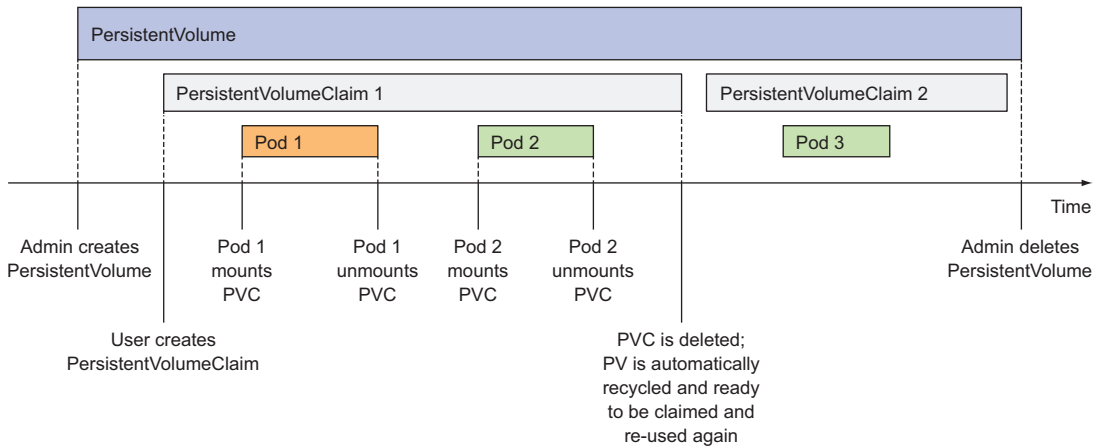 PersistentVolume
PersistentVolumeClaim 1
PersistentVolumeClaim 2
Pod 1
Pod 2
Pod 3
Time
Admin creates
PersistentVolume
Pod 1
mounts
PVC
Pod 1
unmounts
PVC
Pod 2
mounts
PVC
Pod 2
unmounts
PVC
Admin deletes
PersistentVolume
User creates
PersistentVolumeClaim
PVC is deleted;
PV is automatically
recycled and ready
to be claimed and
re-used again